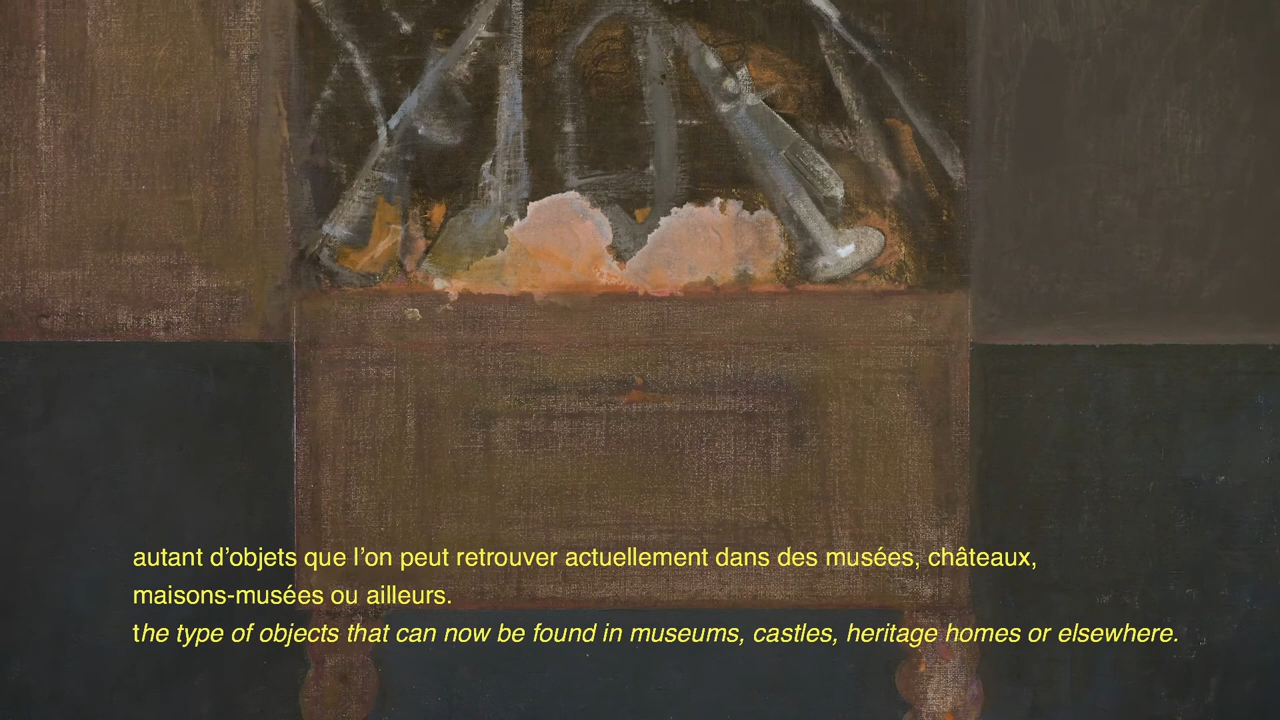 autant d’objets que l’on peut retrouver actuellement dans des musées, châteaux,
maisons-musées ou ailleurs.
the type of objects that can now be found in museums, castles, heritage homes or elsewhere.